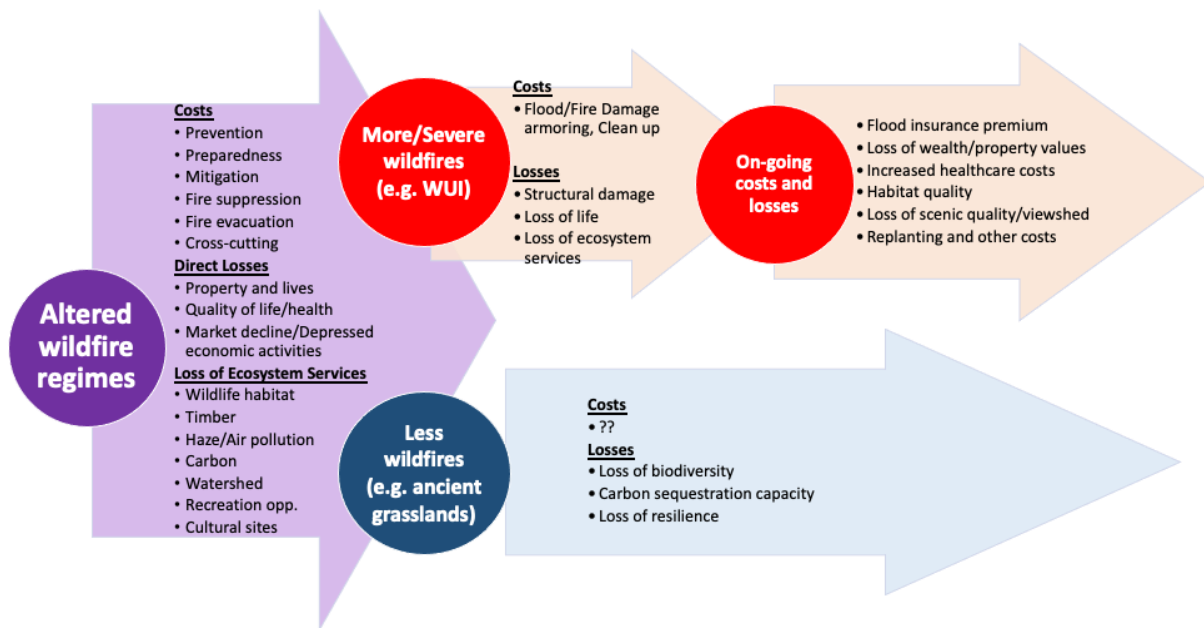 Altered
wildfire
regimes
Costs
• Prevention
• Preparedness
• Mitigation
• Fire suppression
• Fire evacuation
• Cross-cutting
Direct Losses
• Property and lives
• Quality of life/health
• Market decline/Depressed
economic activities
Loss of Ecosystem Services
• Wildlife habitat
• Timber
• Haze/Air pollution
• Carbon
• Watershed
• Recreation opp.
• Cultural sites
More/Severe
wildfires
(e.g. WUI)
Costs
• Flood/Fire Damage
armoring, Clean up
Losses
• Structural damage
• Loss of life
• Loss of ecosystem
services
On-going
costs and
losses
• Flood insurance premium
• Loss of wealth/property values
• Increased healthcare costs
• Habitat quality
• Loss of scenic quality/viewshed
• Replanting and other costs
Less
wildfires
(e.g. ancient
grasslands)
Costs
• ??
Losses
• Loss of biodiversity
• Carbon sequestration capacity
• Loss of resilience